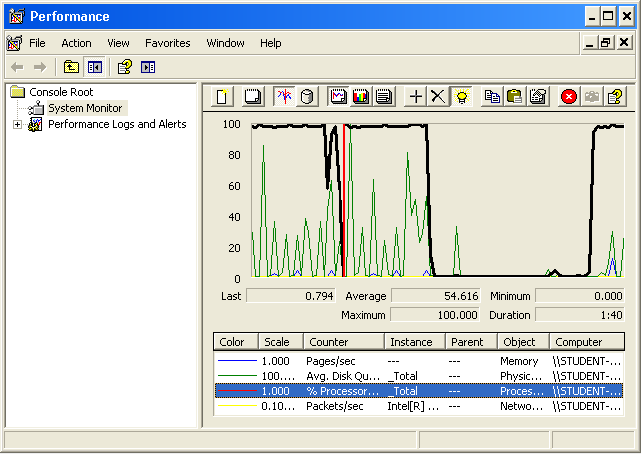 Performance
File Action View Favorites Window Help
Console Root
System Monitor
Performance Logs and Alerts
100
80
60
40
20
0
Last 0.794 Average 54.616 Minimum 0.000
Maximum 100.000 Duration 1:40
Color Scale Counter Instance Parent Object Computer
1.000 Pages/sec --- --- Memory \\STUDENT-...
100.... Avg. Disk Qu... _Total --- Physic... \\STUDENT-...
1.000 % Processor... _Total --- Proces... \\STUDENT-...
0.10... Packets/sec Intel[R] ... --- Netwo... \\STUDENT-...